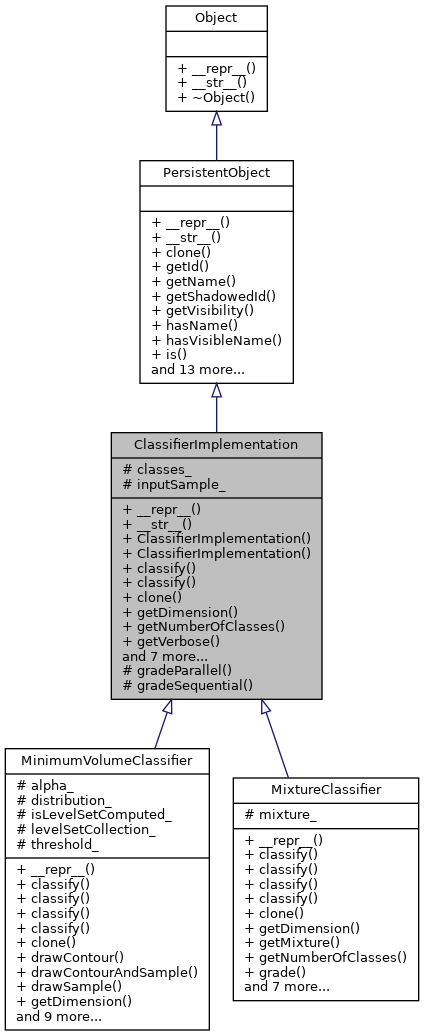 Object
+ __repr__()
+ __str__()
+ ~Object()
PersistentObject
+ __repr__()
+ __str__()
+ clone()
+ getId()
+ getName()
+ getShadowedId()
+ getVisibility()
+ hasName()
+ hasVisibleName()
+ is()
and 13 more...
ClassifierImplementation
# classes_
# inputSample_
+ __repr__()
+ __str__()
+ ClassifierImplementation()
+ ClassifierImplementation()
+ classify()
+ classify()
+ clone()
+ getDimension()
+ getNumberOfClasses()
+ getVerbose()
and 7 more...
# gradeParallel()
# gradeSequential()
MinimumVolumeClassifier
# alpha_
# distribution_
# isLevelSetComputed_
# levelSetCollection_
# threshold_
+ __repr__()
+ classify()
+ classify()
+ classify()
+ classify()
+ clone()
+ drawContour()
+ drawContourAndSample()
+ drawSample()
+ getDimension()
and 9 more...
MixtureClassifier
# mixture_
+ __repr__()
+ classify()
+ classify()
+ classify()
+ classify()
+ clone()
+ getDimension()
+ getMixture()
+ getNumberOfClasses()
+ grade()
and 7 more...